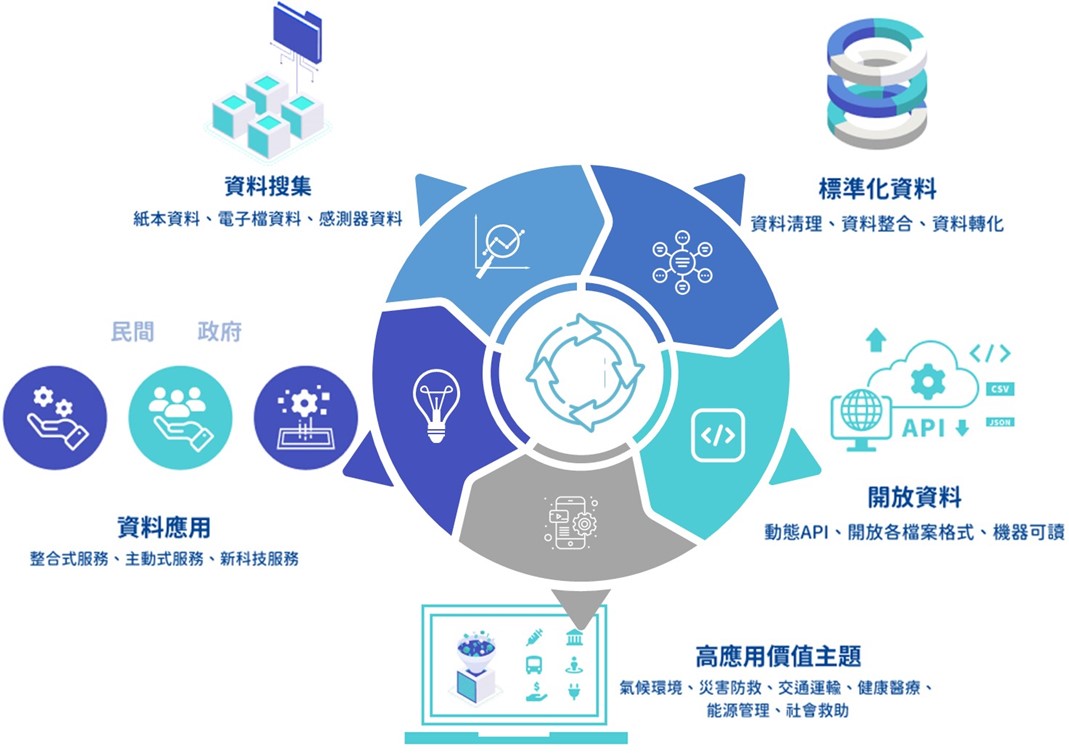 資料搜集
紙本資料、電子檔資料、感測器資料
標準化資料
資料清理、資料整合、資料轉化
民間 政府
</>
CSV
JSON
API
</>
開放資料
動態API、開放各檔案格式、機器可讀
資料應用
整合式服務、主動式服務、新科技服務
$
高應用價值主題
氣候環境、災害防救、交通運輸、健康醫療、
能源管理、社會救助